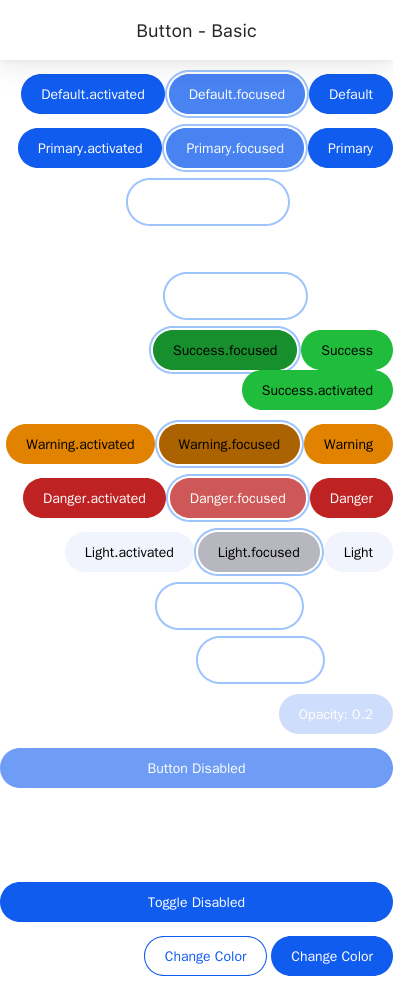 Button - Basic
Default.activated Default.focused Default
Primary.activated Primary.focused Primary
Success.focused Success
Success.activated
Warning.activated Warning.focused Warning
Danger.activated Danger.focused Danger
Light.activated Light.focused Light
Opacity: 0.2
Button Disabled
Toggle Disabled
Change Color Change Color